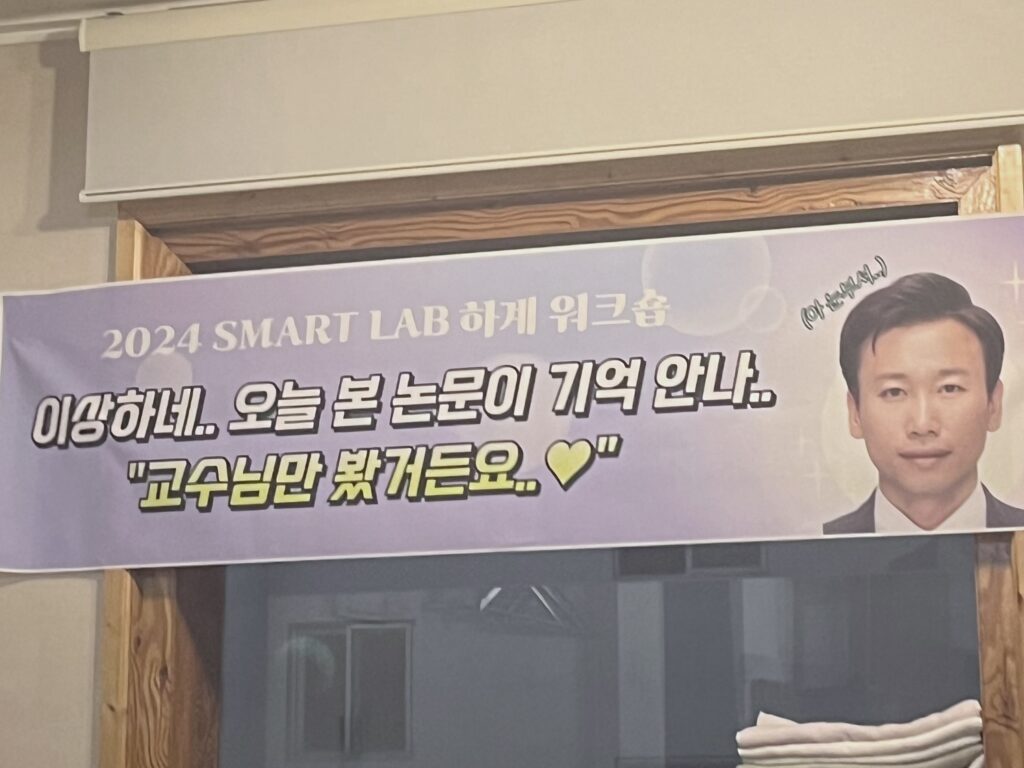 2024 SMART LAB 하계 워크숍
이상하네.. 오늘 본 논문이 기억 안나..
"교수님만 봤거든요.. 💛"